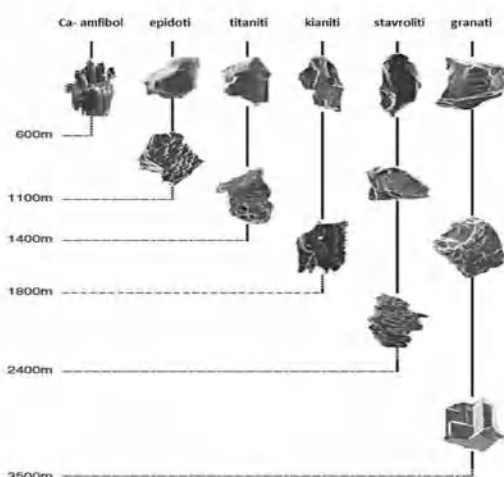 Ca- amfibol epidoti titaniti kianiti stavroliti granati
600m
1100m
1400m
1800m
2400m
3500m